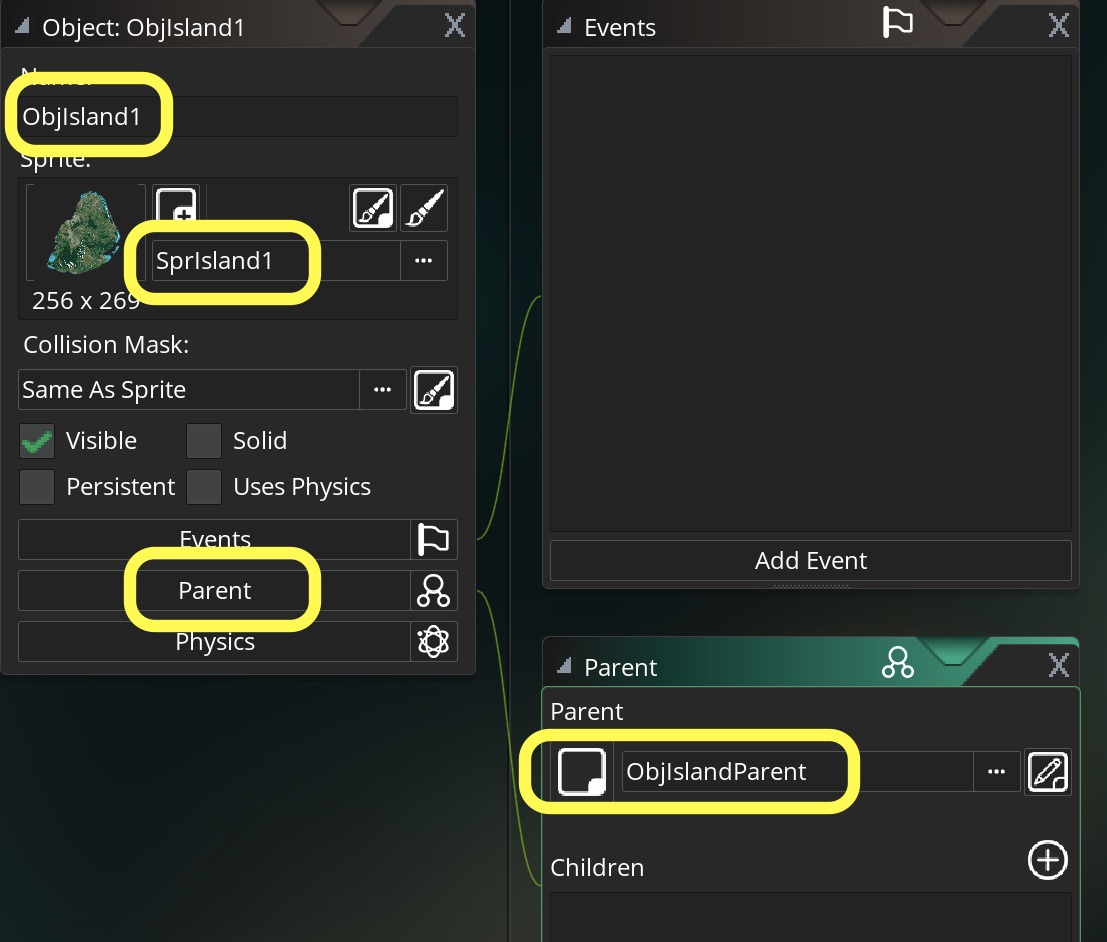 Object: ObjIsland1
Name:
ObjIsland1
Sprite:
SprIsland1
...
256 x 269
Collision Mask:
Same As Sprite
...
Visible
Solid
Persistent
Uses Physics
Events
Parent
Physics
Events
Add Event
Parent
Parent
ObjIslandParent
...
Children